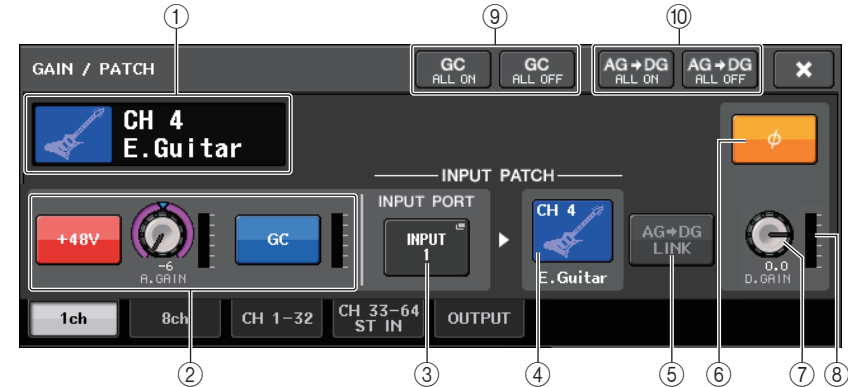 ① ⑨ ⑩
GAIN / PATCH
GC
ALL ON
GC
ALL OFF
AG→DG
ALL ON
AG→DG
ALL OFF
CH 4
E.Guitar
INPUT PATCH
INPUT PORT
+48V
-6
A.GAIN
GC
INPUT
1
CH 4
E.Guitar
AG→DG
LINK
ϕ
0.0
D.GAIN
1ch
8ch
CH 1-32
CH 33-64
ST IN
OUTPUT
② ③ ④ ⑤ ⑥ ⑦ ⑧